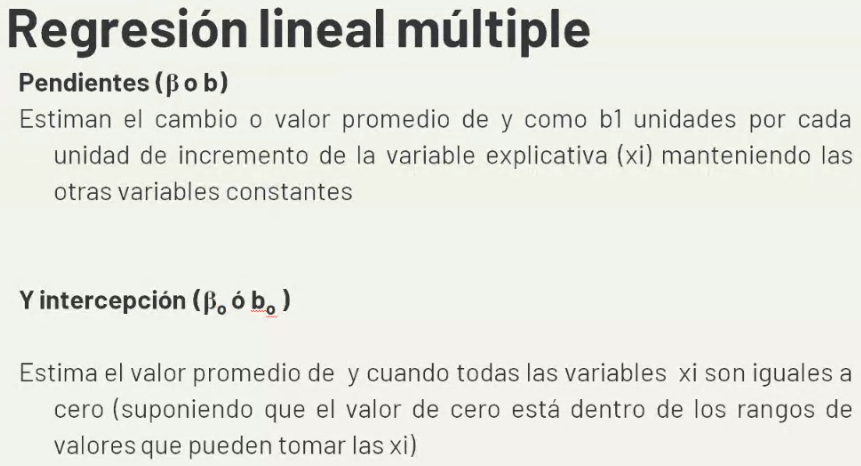 Regresión lineal múltiple
Pendientes (β o b)
Estiman el cambio o valor promedio de y como b1 unidades por cada
unidad de incremento de la variable explicativa (xi) manteniendo las
otras variables constantes
Y intercepción (βₒ ó bₒ )
Estima el valor promedio de y cuando todas las variables xi son iguales a
cero (suponiendo que el valor de cero está dentro de los rangos de
valores que pueden tomar las xi)